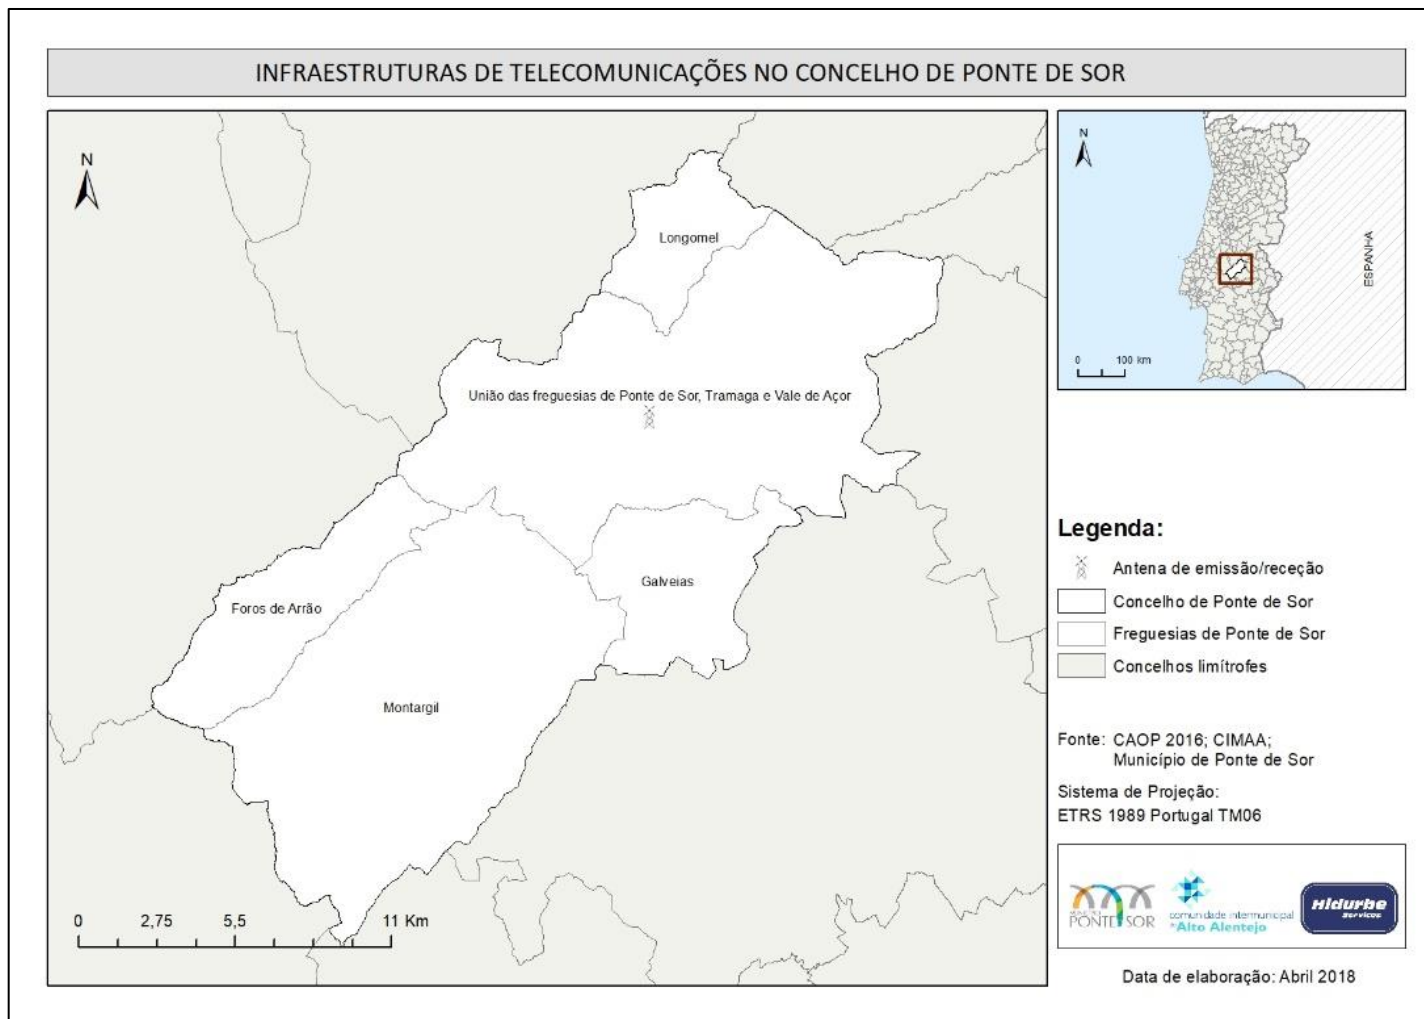 INFRAESTRUTURAS DE TELECOMUNICAÇÕES NO CONCELHO DE PONTE DE SOR
N
Longomel
União das freguesias de Ponte de Sor, Tramaga e Vale de Açor
Galveias
Foros de Arrão
Montargil
0 2,75 5,5 11 Km
N
ESPANHA
0 100 km
Legenda:
Antena de emissão/receção
Concelho de Ponte de Sor
Freguesias de Ponte de Sor
Concelhos limítrofes
Fonte: CAOP 2016; CIMAA;
Município de Ponte de Sor
Sistema de Projeção:
ETRS 1989 Portugal TM06
MUNICÍPIO
PONTE SOR
comunidade intermunicipal
do Alto Alentejo
Hidurbe
Serviços
Data de elaboração: Abril 2018